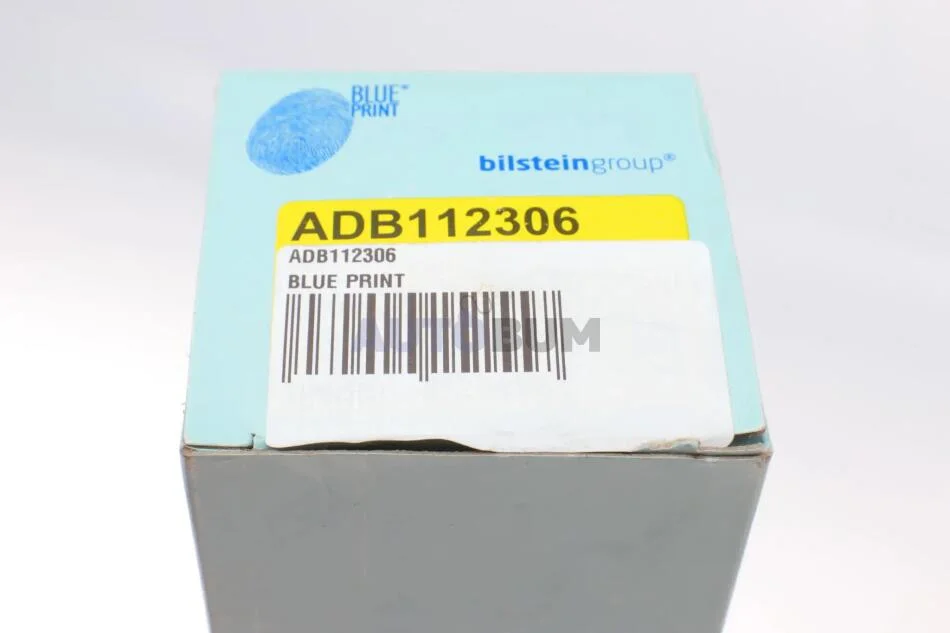 BLUE
PRINT
bilsteingroup®
ADB112306
ADB112306
BLUE PRINT
AUTOBUM